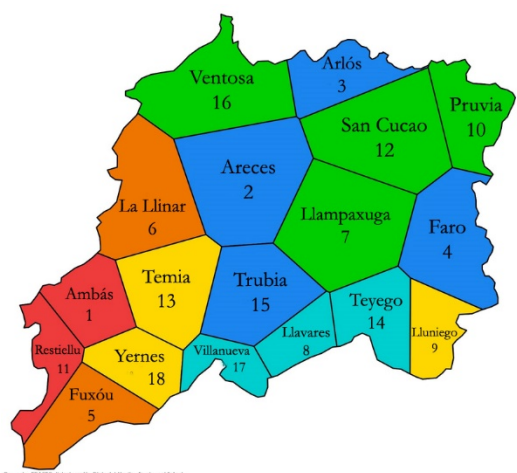 Arlós
3
Ventosa
16
Pruvia
10
San Cucao
12
Areces
2
La Llinar
6
Llampaxuga
7
Faro
4
Temia
13
Trubia
15
Ambás
1
Teyego
14
Llavares
8
Lluniego
9
Restiellu
11
Yernes
18
Villanueva
17
Fuxóu
5